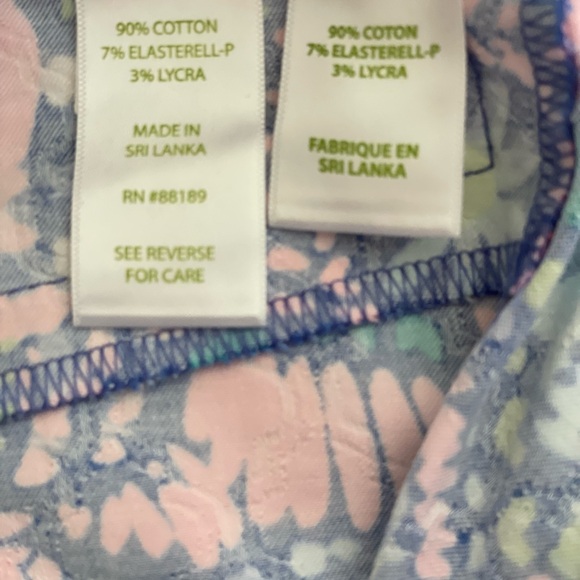 90% COTTON
7% ELASTERELL-P
3% LYCRA
MADE IN
SRI LANKA
RN #88189
SEE REVERSE
FOR CARE
90% COTON
7% ELASTERELL-P
3% LYCRA
FABRIQUE EN
SRI LANKA